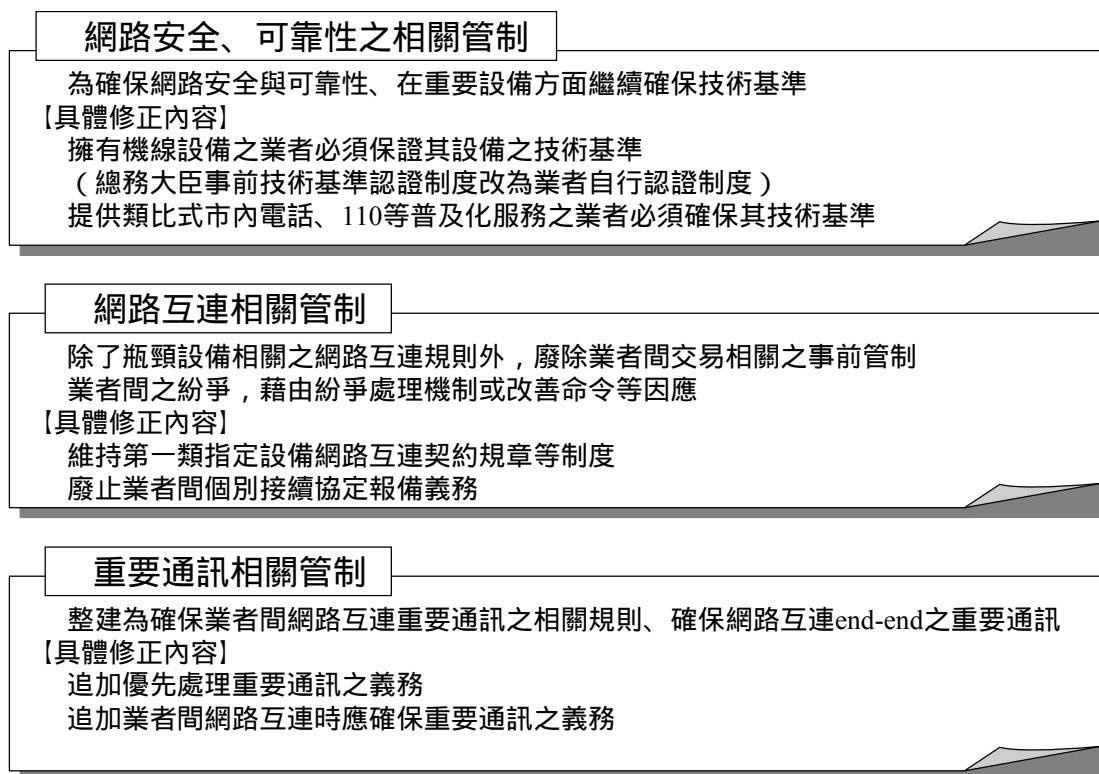 網路安全、可靠性之相關管制
為確保網路安全與可靠性、在重要設備方面繼續確保技術基準
【具體修正內容】
擁有機線設備之業者必須保證其設備之技術基準
（總務大臣事前技術基準認證制度改為業者自行認證制度）
提供類比式市內電話、110等普及化服務之業者必須確保其技術基準
網路互連相關管制
除了瓶頸設備相關之網路互連規則外，廢除業者間交易相關之事前管制
業者間之紛爭，藉由紛爭處理機制或改善命令等因應
【具體修正內容】
維持第一類指定設備網路互連契約規章等制度
廢止業者間個別接續協定報備義務
重要通訊相關管制
整建為確保業者間網路互連重要通訊之相關規則、確保網路互連end-end之重要通訊
【具體修正內容】
追加優先處理重要通訊之義務
追加業者間網路互連時應確保重要通訊之義務